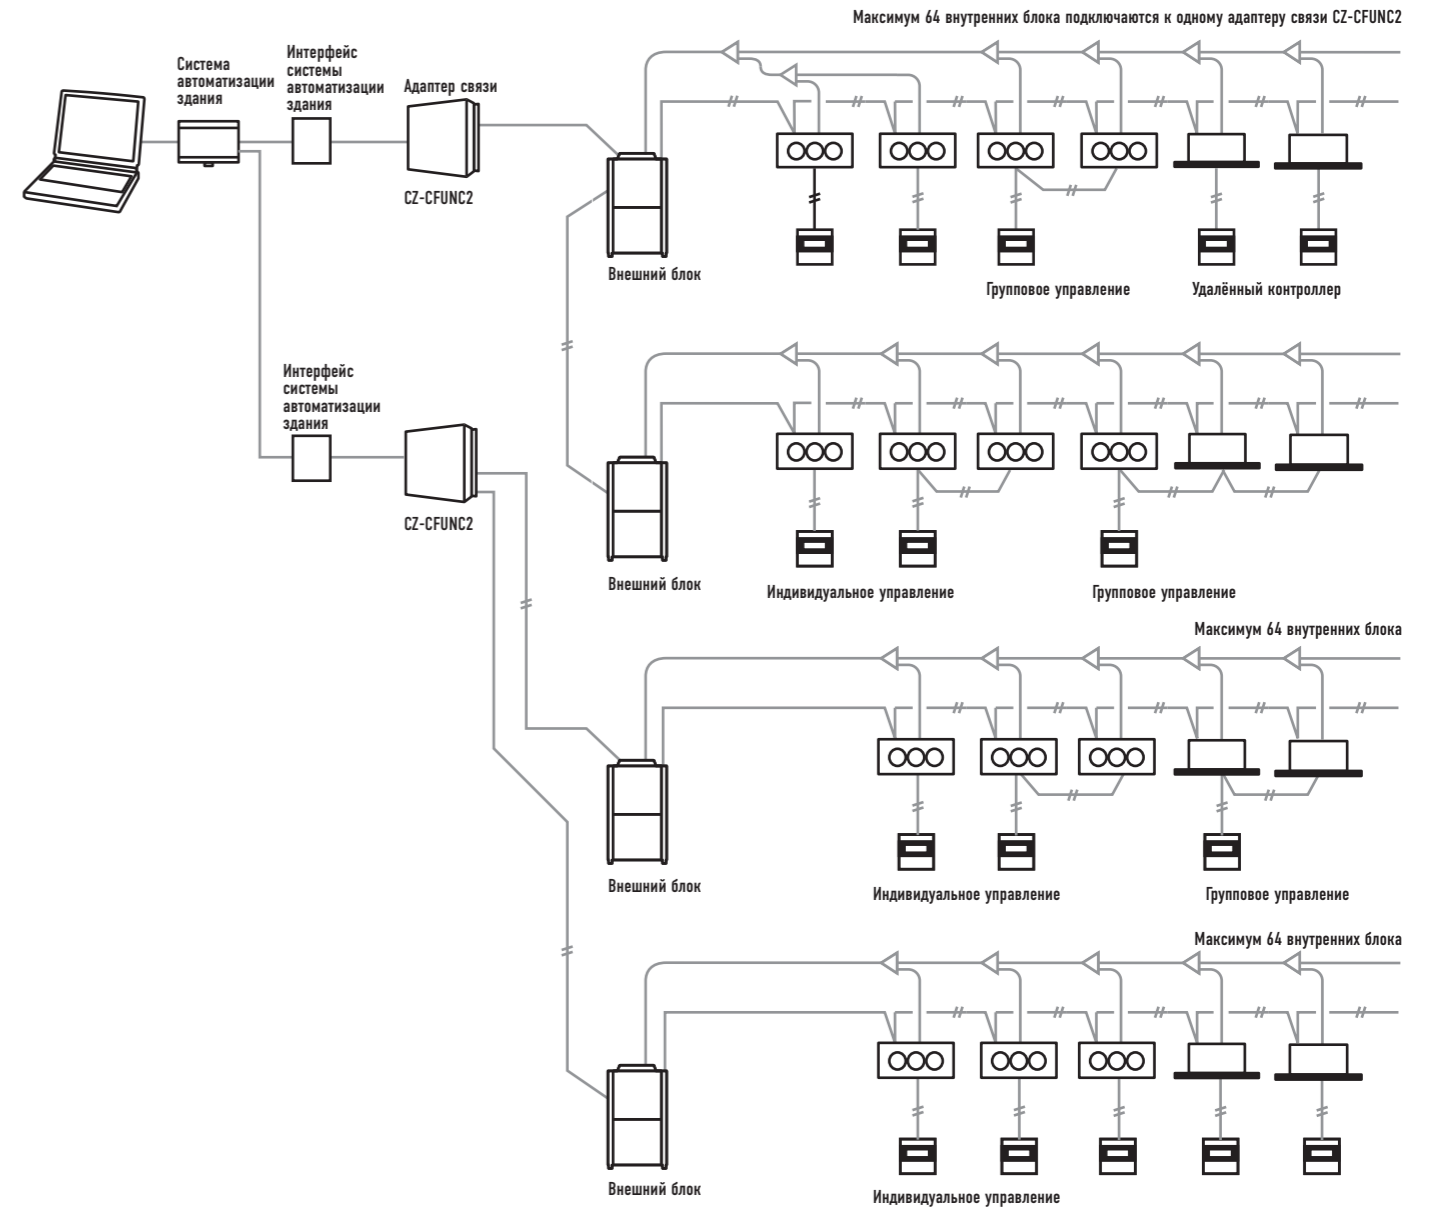 Максимум 64 внутренних блока подключаются к одному адаптеру связи CZ-CFUNC2
Система
автоматизации
здания
Интерфейс
системы
автоматизации
здания
Адаптер связи
CZ-CFUNC2
Внешний блок
Групповое управление
Удалённый контроллер
Интерфейс
системы
автоматизации
здания
CZ-CFUNC2
Внешний блок
Индивидуальное управление
Групповое управление
Максимум 64 внутренних блока
Внешний блок
Индивидуальное управление
Групповое управление
Максимум 64 внутренних блока
Внешний блок
Индивидуальное управление